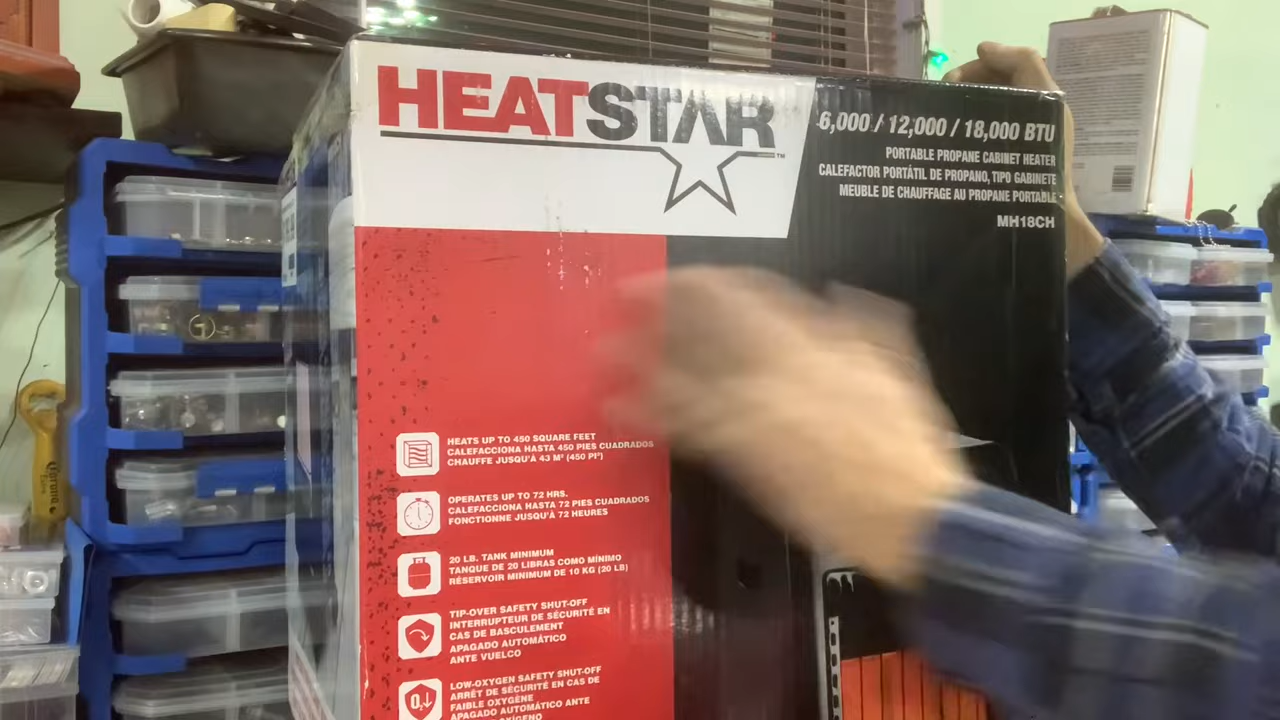 HEATSTAR™
6,000 / 12,000 / 18,000 BTU
PORTABLE PROPANE CABINET HEATER
CALEFACTOR PORTÁTIL DE PROPANO, TIPO GABINETE
MEUBLE DE CHAUFFAGE AU PROPANE PORTABLE
MH18CH
HEATS UP TO 450 SQUARE FEET
CALEFACCIONA HASTA 450 PIES CUADRADOS
CHAUFFE JUSQU'À 43 M² (450 PI²)
OPERATES UP TO 72 HRS.
CALEFACCIONA HASTA 72 PIES CUADRADOS
FONCTIONNE JUSQU'À 72 HEURES
20 LB. TANK MINIMUM
TANQUE DE 20 LIBRAS COMO MÍNIMO
RÉSERVOIR MINIMUM DE 10 KG (20 LB)
TIP-OVER SAFETY SHUT-OFF
INTERRUPTEUR DE SÉCURITÉ EN
CAS DE BASCULEMENT
APAGADO AUTOMÁTICO
ANTE VUELCO
LOW-OXYGEN SAFETY SHUT-OFF
ARRÊT DE SÉCURITÉ EN CAS DE
FAIBLE OXYGÈNE
APAGADO AUTOMÁTICO ANTE
0₂↓
Corona